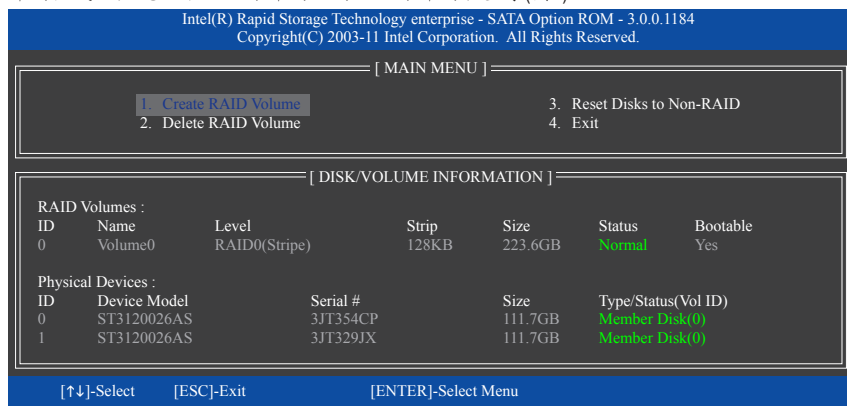 Intel(R) Rapid Storage Technology enterprise - SATA Option ROM - 3.0.0.1184
Copyright(C) 2003-11 Intel Corporation. All Rights Reserved.
[ MAIN MENU ]
1. Create RAID Volume
2. Delete RAID Volume
3. Reset Disks to Non-RAID
4. Exit
[ DISK/VOLUME INFORMATION ]
RAID Volumes :
ID Name Level Strip Size Status Bootable
0 Volume0 RAID0(Stripe) 128KB 223.6GB Normal Yes
Physical Devices :
ID Device Model Serial # Size Type/Status(Vol ID)
0 ST3120026AS 3JT354CP 111.7GB Member Disk(0)
1 ST3120026AS 3JT329JX 111.7GB Member Disk(0)
[↑↓]-Select [ESC]-Exit [ENTER]-Select Menu